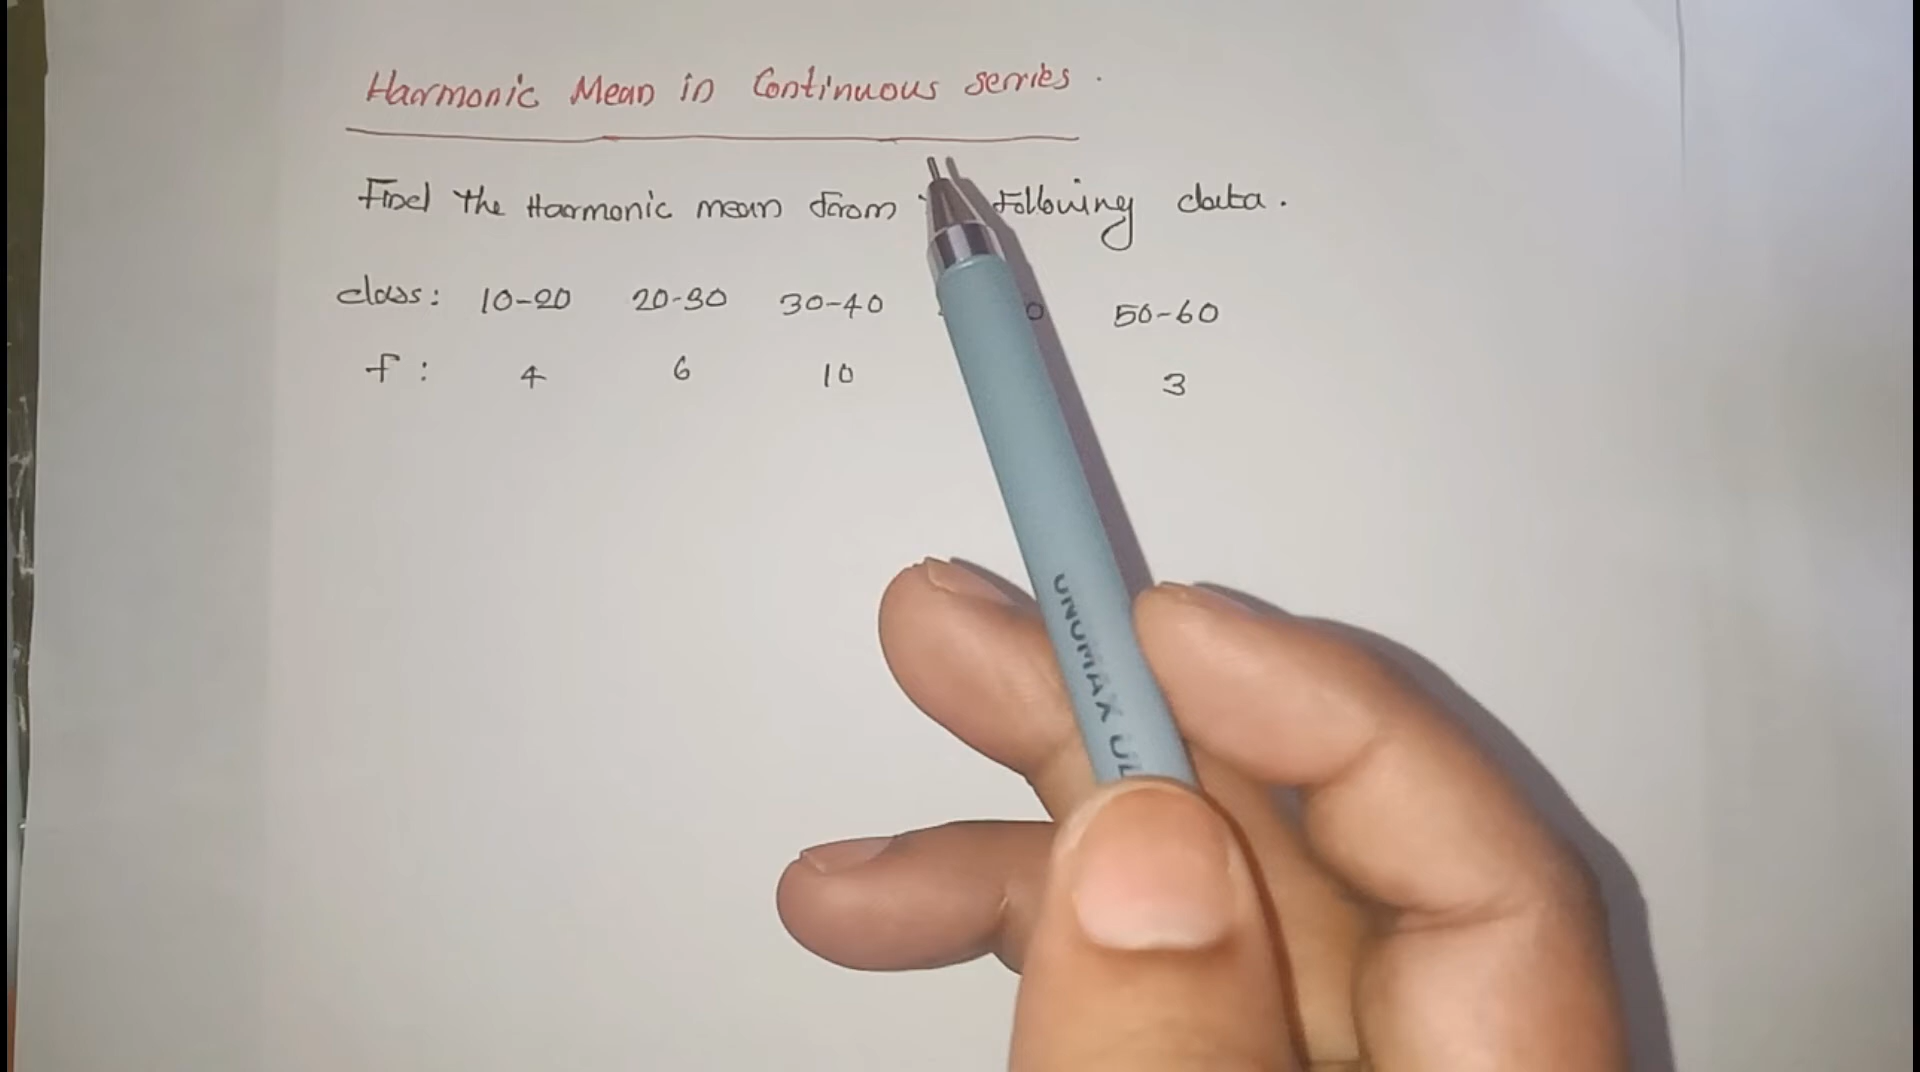 Harmonic Mean in Continuous series.
Find the Harmonic mean from following data.
class: 10-20 20-30 30-40 50-60
f : 4 6 10 3
UNOMAX UL